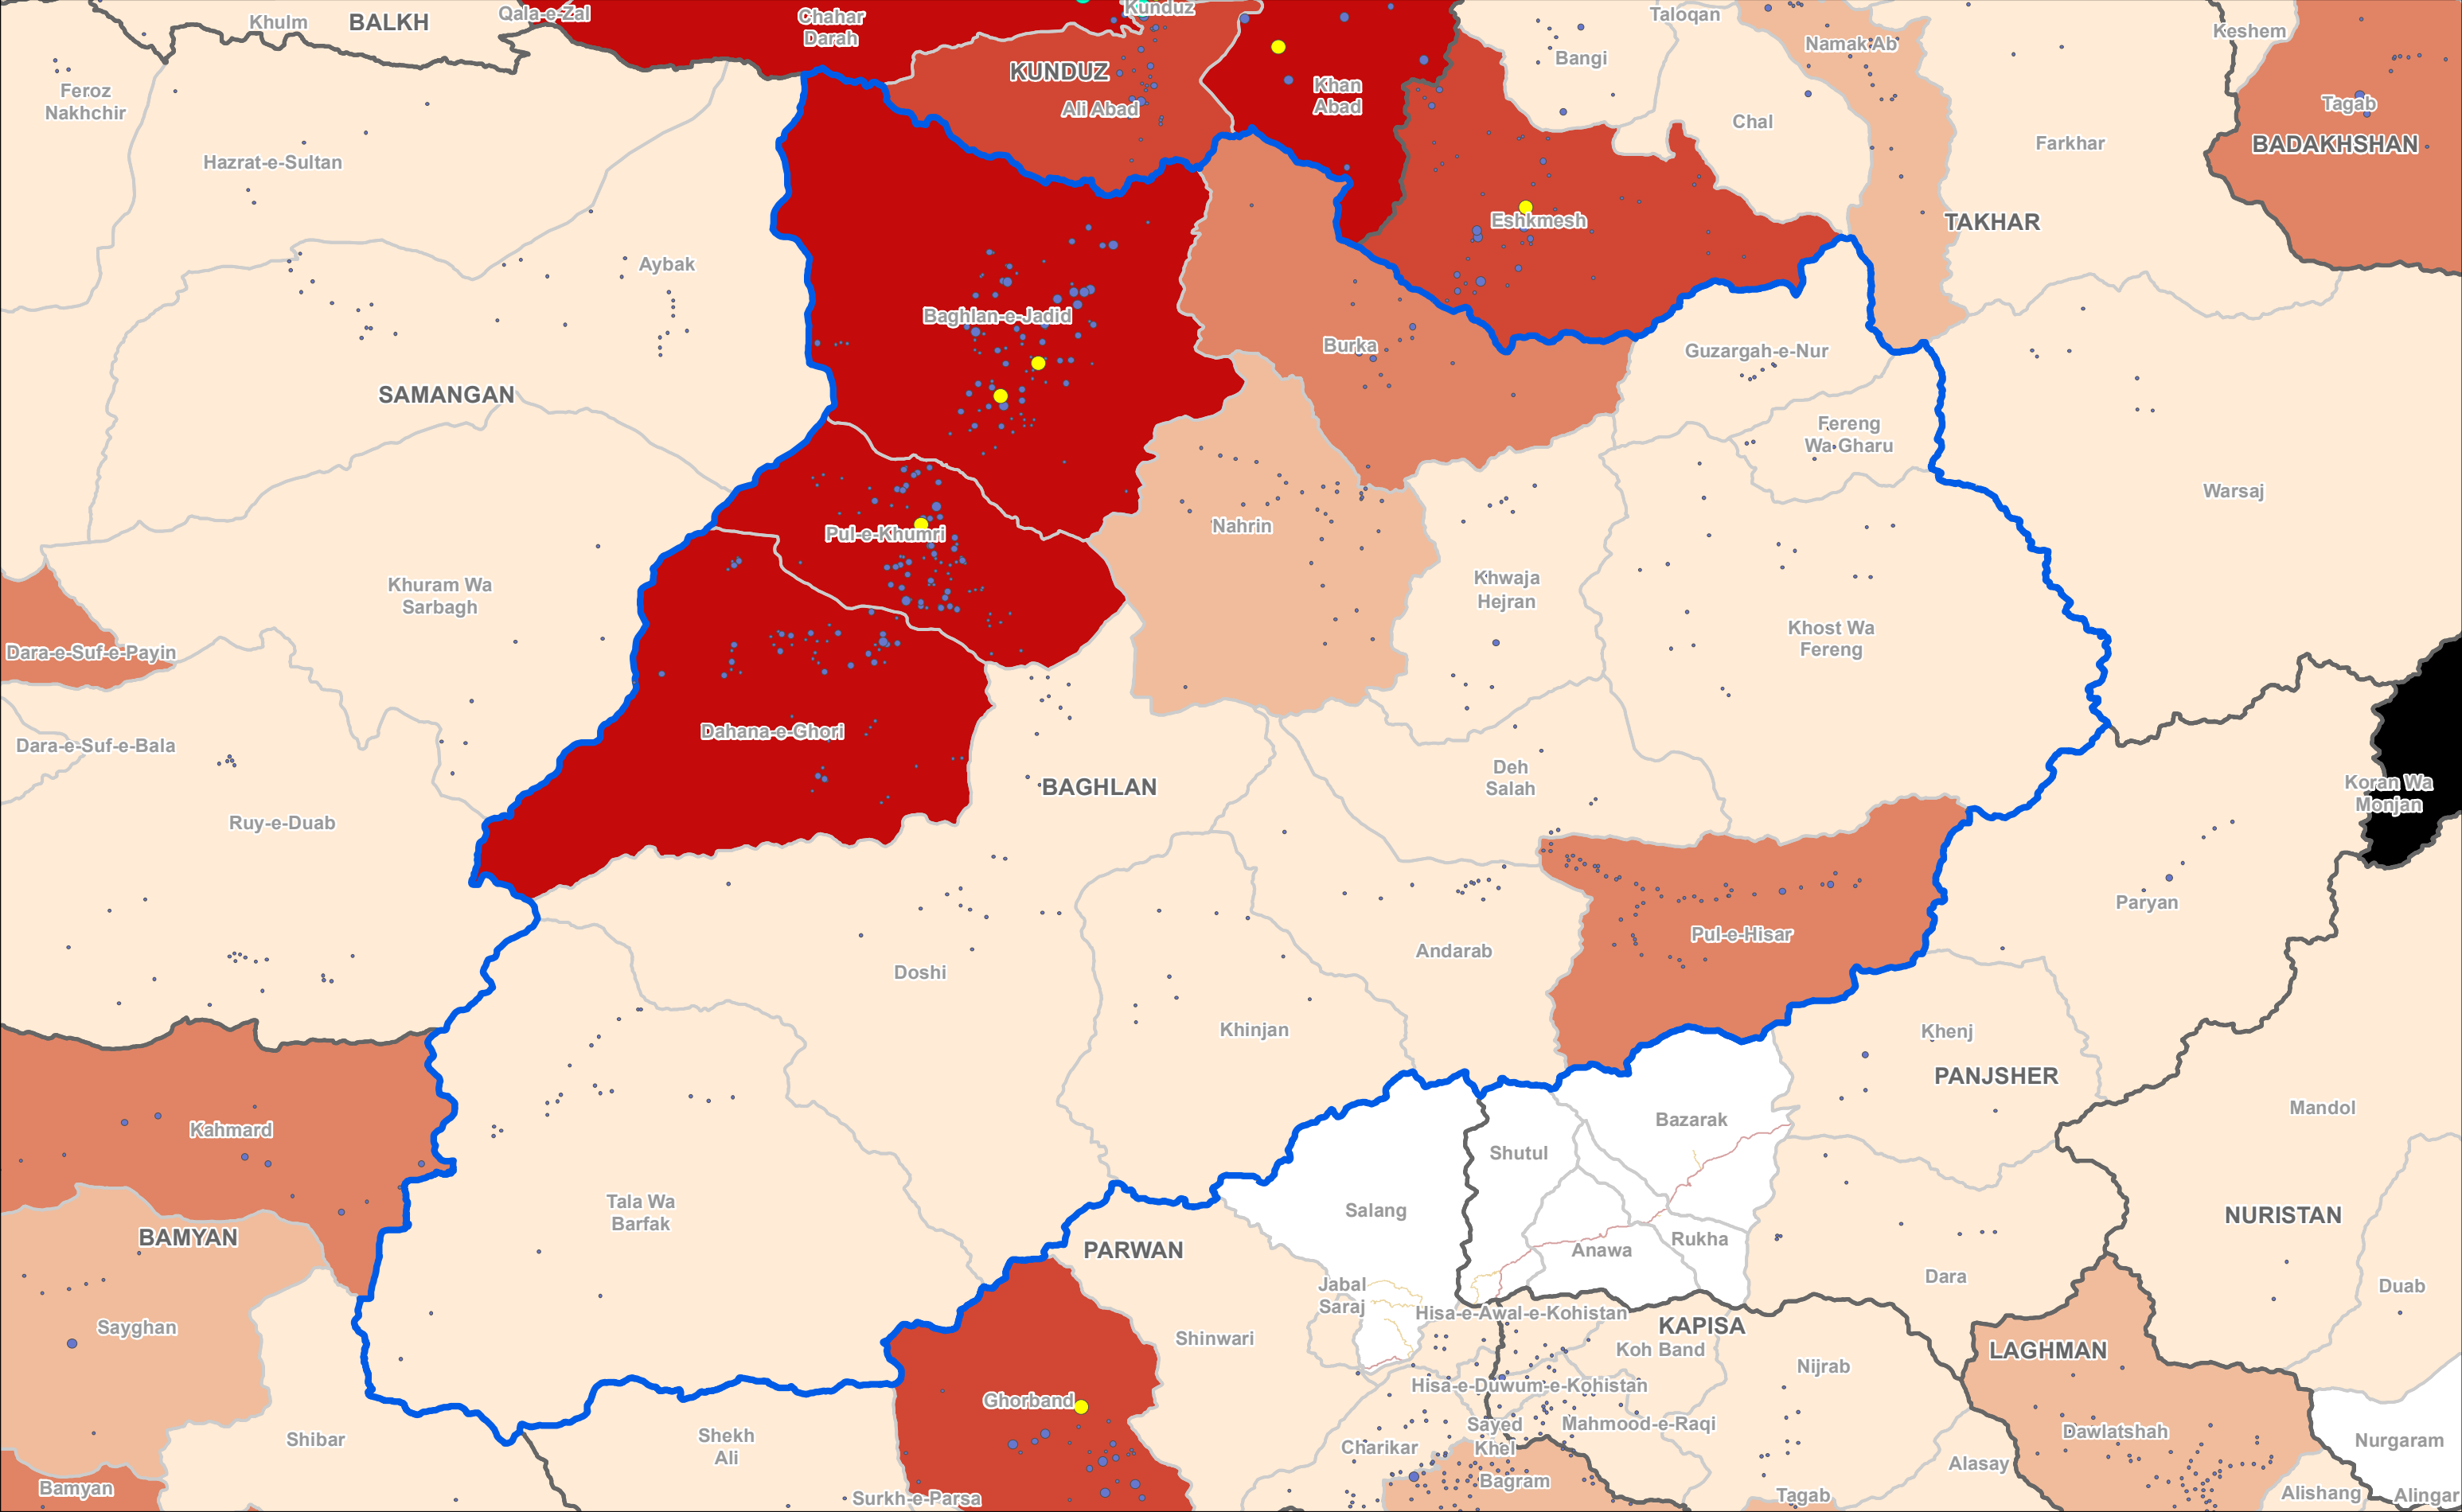 Qala-e-Zal
Chahar
Darah
Kunduz
Khulm
BALKH
Taloqan
Keshem
Namak Ab
Bangi
KUNDUZ
Khan
Abad
Feroz
Nakhchir
Ali Abad
Chal
Tagab
BADAKHSHAN
Farkhar
Hazrat-e-Sultan
Eshkmesh
TAKHAR
Aybak
Baghlan-e-Jadid
Burka
Guzargah-e-Nur
SAMANGAN
Fereng
Wa Gharu
Warsaj
Nahrin
Pul-e-Khumri
Khuram Wa
Sarbagh
Khwaja
Hejran
Khost Wa
Fereng
Dara-e-Suf-e-Payin
Dahana-e-Ghori
Dara-e-Suf-e-Bala
Deh
Salah
BAGHLAN
Koran Wa
Monjan
Ruy-e-Duab
Paryan
Pul-e-Hisar
Andarab
Doshi
Khinjan
Khenj
PANJSHER
Mandol
Bazarak
Kahmard
Shutul
Tala Wa
Barfak
Salang
NURISTAN
BAMYAN
Rukha
PARWAN
Anawa
Dara
Duab
Jabal
Saraj
Hisa-e-Awal-e-Kohistan
Sayghan
KAPISA
Shinwari
Koh Band
LAGHMAN
Nijrab
Hisa-e-Duwum-e-Kohistan
Ghorband
Sayed
Khel
Mahmood-e-Raqi
Dawlatshah
Shibar
Shekh
Ali
Charikar
Nurgaram
Alasay
Bagram
Bamyan
Surkh-e-Parsa
Tagab
Alishang
Alingar